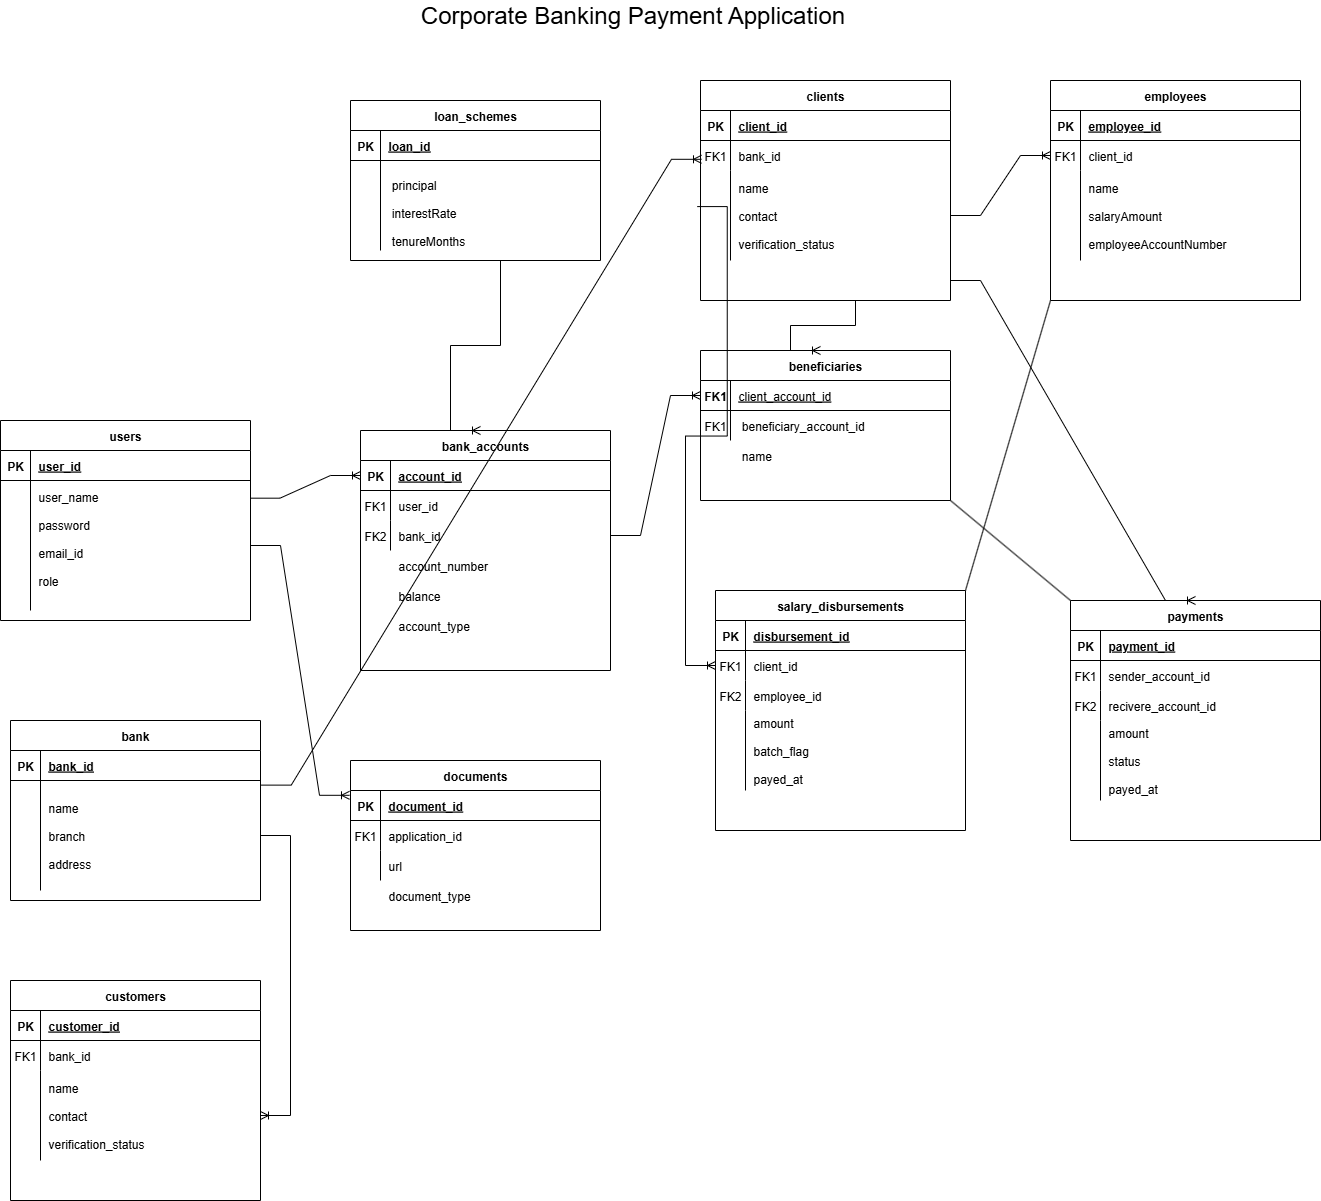 Corporate Banking Payment Application
loan_schemes
PK loan_id
principal
interestRate
tenureMonths
clients
PK client_id
FK1 bank_id
name
contact
verification_status
employees
PK employee_id
FK1 client_id
name
salaryAmount
employeeAccountNumber
users
PK user_id
user_name
password
email_id
role
bank_accounts
PK account_id
FK1 user_id
FK2 bank_id
account_number
balance
account_type
beneficiaries
FK1 client_account_id
FK1 beneficiary_account_id
name
salary_disbursements
PK disbursement_id
FK1 client_id
FK2 employee_id
amount
batch_flag
payed_at
payments
PK payment_id
FK1 sender_account_id
FK2 recivere_account_id
amount
status
payed_at
bank
PK bank_id
name
branch
address
documents
PK document_id
FK1 application_id
url
document_type
customers
PK customer_id
FK1 bank_id
name
contact
verification_status